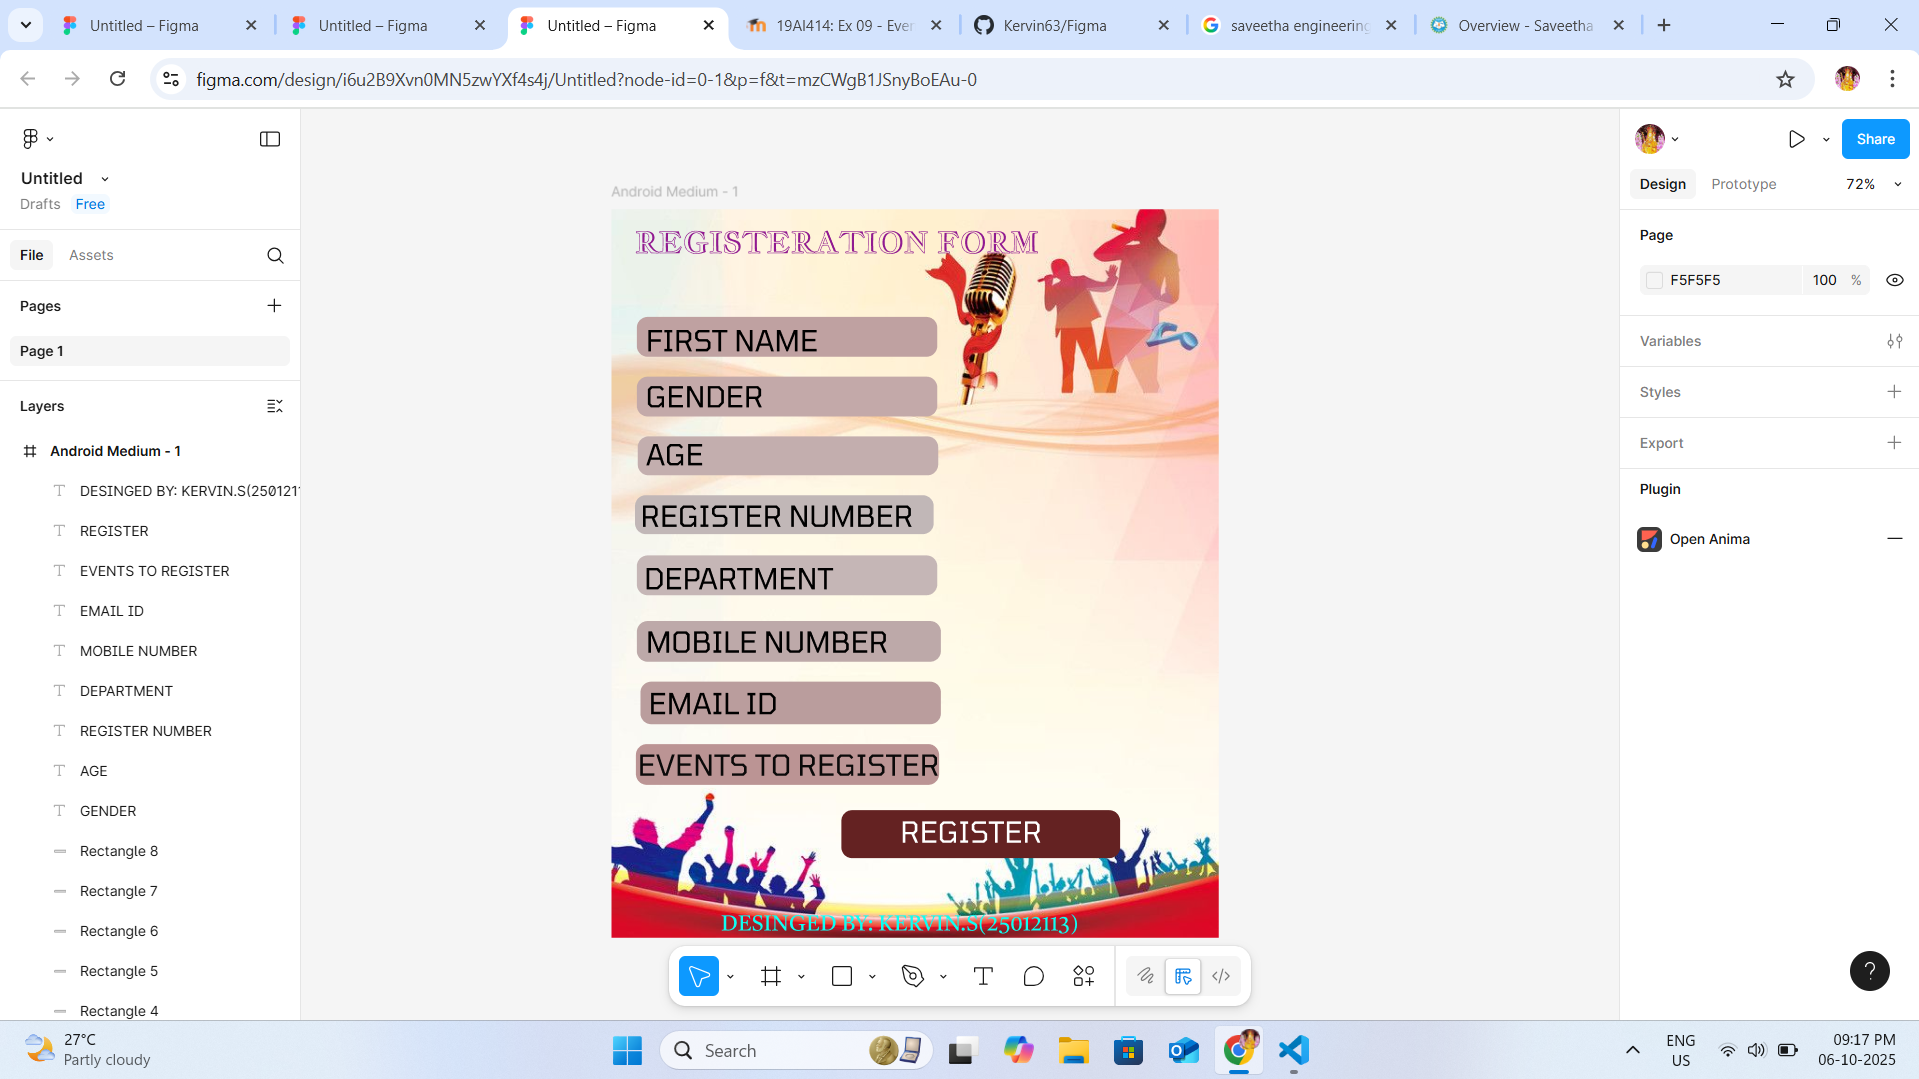 Untitled – Figma
Untitled – Figma
Untitled – Figma
19AI414: Ex 09 - Even
Kervin63/Figma
saveetha engineering
Overview - Saveetha
figma.com/design/i6u2B9Xvn0MN5zwYXf4s4j/Untitled?node-id=0-1&p=f&t=mzCWgB1JSnyBoEAu-0
Untitled
Drafts Free
File Assets
Pages
Page 1
Layers
Android Medium - 1
DESINGED BY: KERVIN.S(2501211
REGISTER
EVENTS TO REGISTER
EMAIL ID
MOBILE NUMBER
DEPARTMENT
REGISTER NUMBER
AGE
GENDER
Rectangle 8
Rectangle 7
Rectangle 6
Rectangle 5
Rectangle 4
Android Medium - 1
REGISTERATION FORM
FIRST NAME
GENDER
AGE
REGISTER NUMBER
DEPARTMENT
MOBILE NUMBER
EMAIL ID
EVENTS TO REGISTER
REGISTER
DESINGED BY: KERVIN.S(25012113)
Share
Design Prototype 72%
Page
F5F5F5 100 %
Variables
Styles
Export
Plugin
Open Anima
?
27°C
Partly cloudy
Search
ENG
US
09:17 PM
06-10-2025